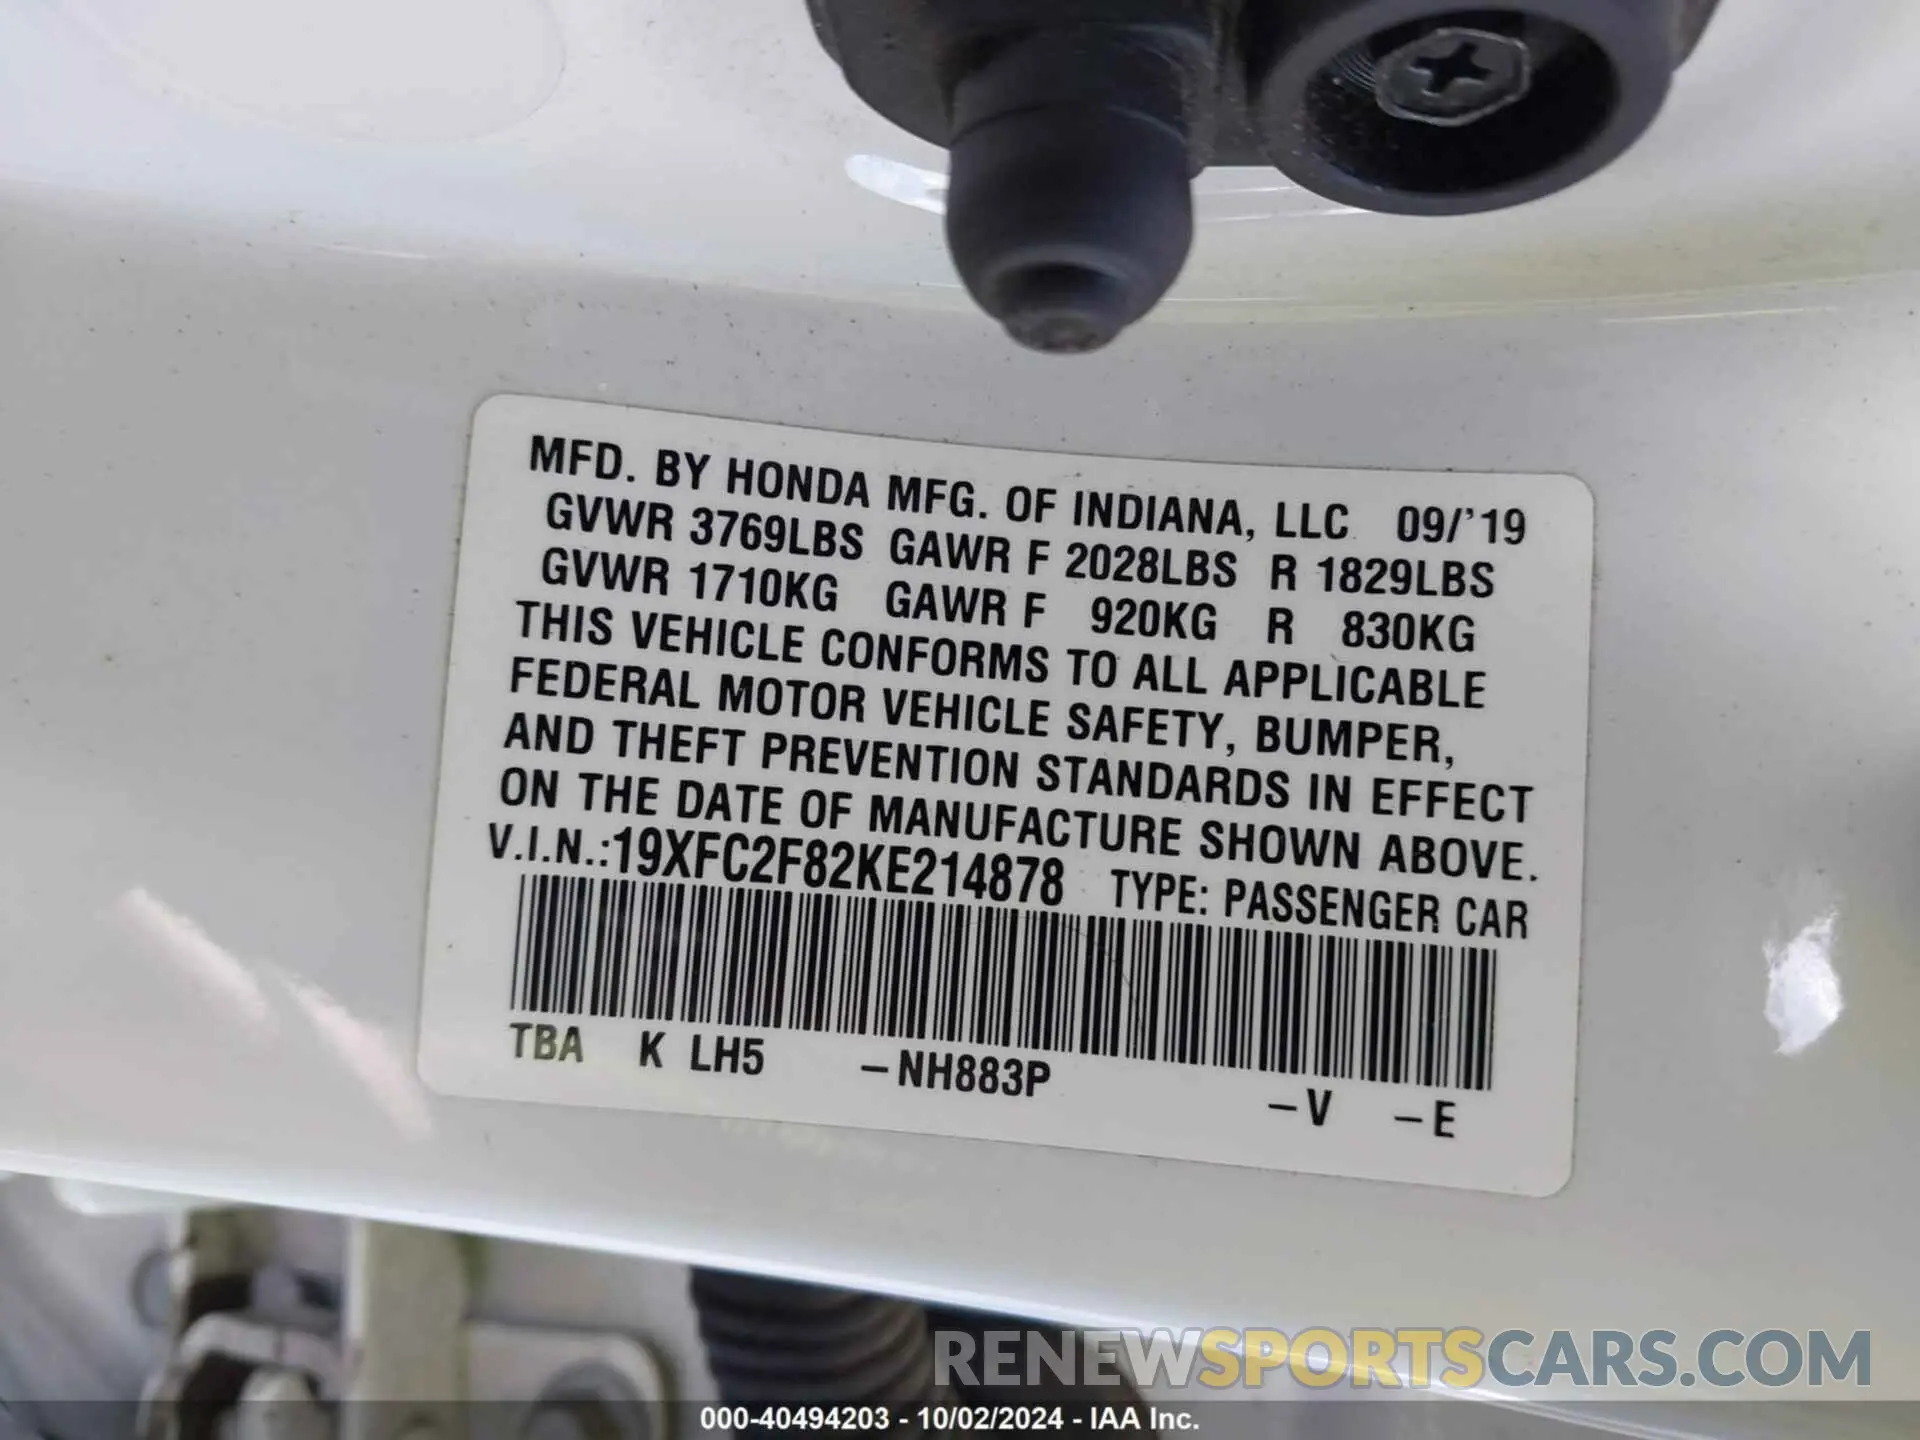 MFD. BY HONDA MFG. OF INDIANA, LLC 09/'19
GVWR 3769LBS GAWR F 2028LBS R 1829LBS
GVWR 1710KG GAWR F 920KG R 830KG
THIS VEHICLE CONFORMS TO ALL APPLICABLE
FEDERAL MOTOR VEHICLE SAFETY, BUMPER,
AND THEFT PREVENTION STANDARDS IN EFFECT
ON THE DATE OF MANUFACTURE SHOWN ABOVE.
V.I.N.:19XFC2F82KE214878 TYPE: PASSENGER CAR
TBA K LH5 –NH883P –V –E
RENEWSPORTSCARS.COM
000-40494203 - 10/02/2024 - IAA Inc.